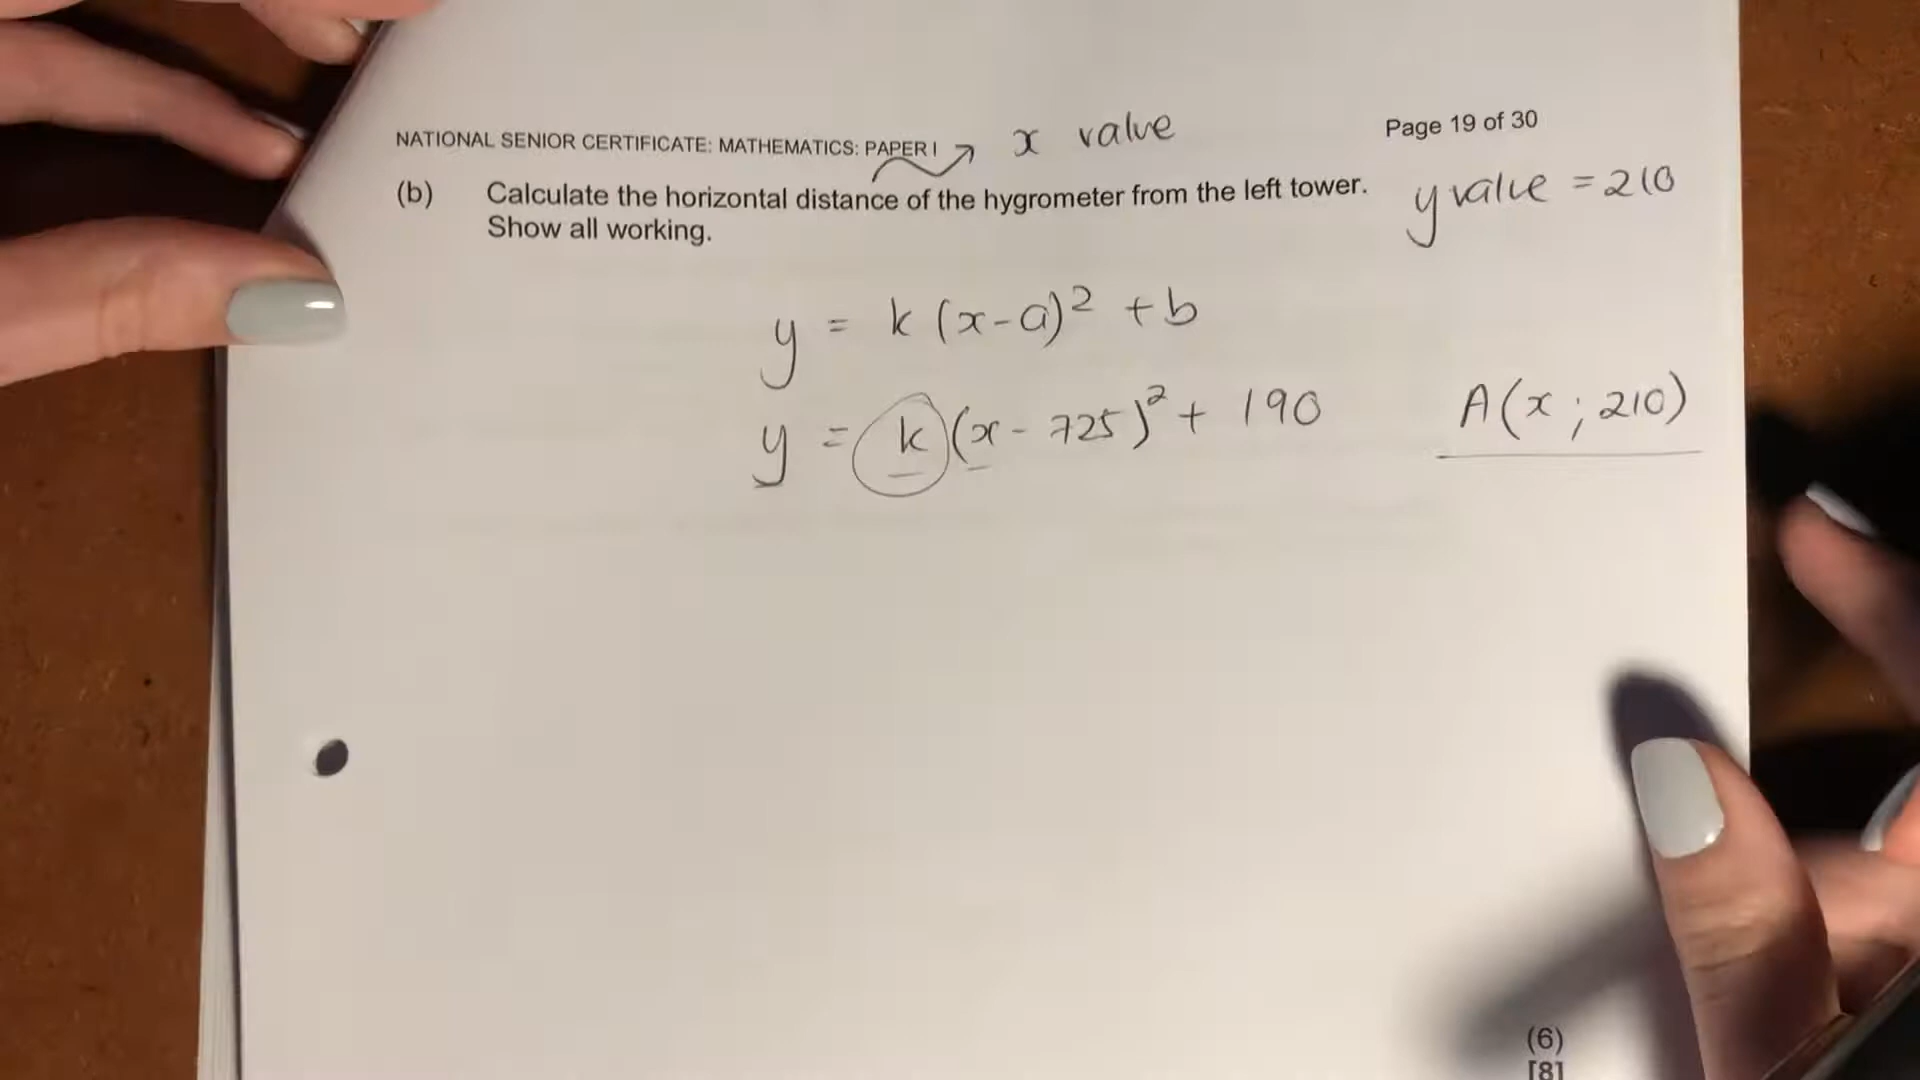 NATIONAL SENIOR CERTIFICATE: MATHEMATICS: PAPER I
x value
Page 19 of 30
(b) Calculate the horizontal distance of the hygrometer from the left tower.
Show all working.
y value = 210
y = k (x-a)² + b
y = k (x - 725)² + 190
A(x ; 210)
(6)
[8]